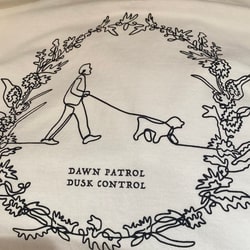 DAWN PATROL
DUSK CONTROL